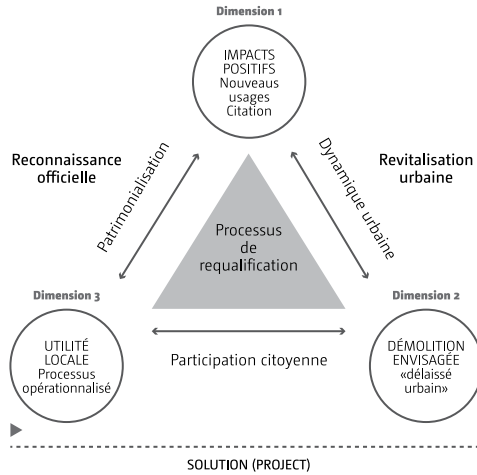 Dimension 1
IMPACTS
POSITIFS
Nouveaus
usages
Citation
Reconnaissance
officielle
Patrimonialisation
Dynamique urbaine
Revitalisation
urbaine
Processus
de
requalification
Dimension 3
Dimension 2
UTILITÉ
LOCALE
Processus
opérationnalisé
Participation citoyenne
DÉMOLITION
ENVISAGÉE
«délaissé
urbain»
SOLUTION (PROJECT)